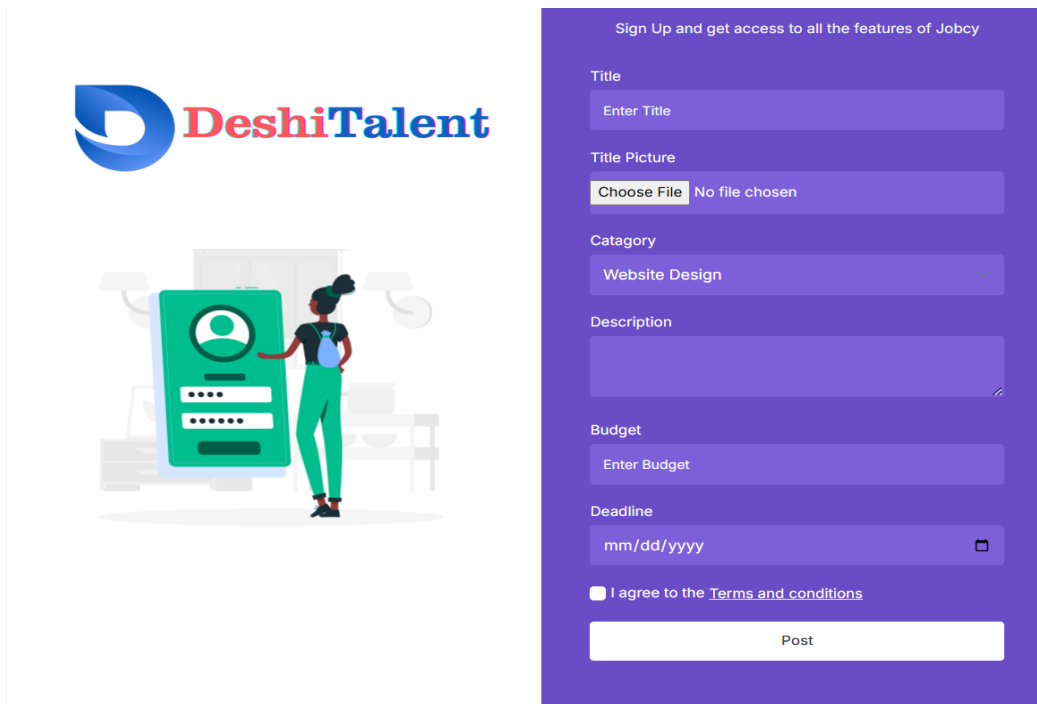 DeshiTalent
Sign Up and get access to all the features of Jobcy
Title
Enter Title
Title Picture
Choose File No file chosen
Catagory
Website Design
Description
Budget
Enter Budget
Deadline
mm/dd/yyyy
I agree to the Terms and conditions
Post